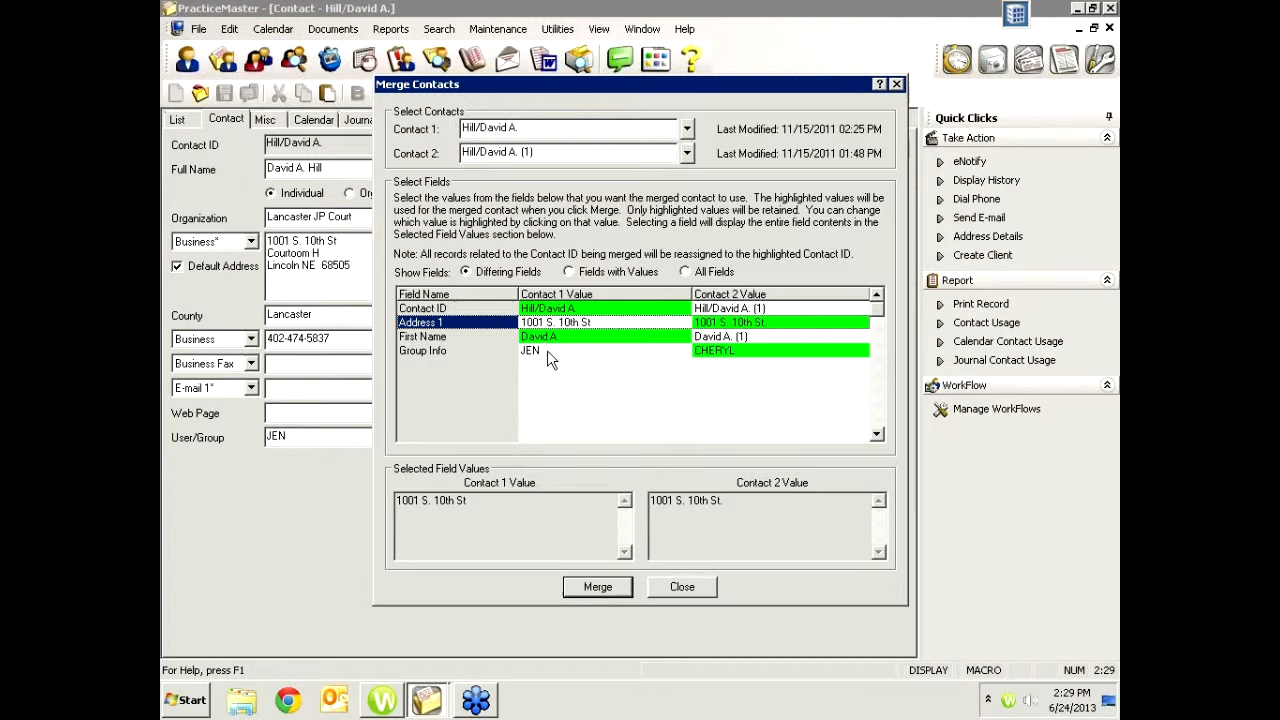 PracticeMaster - [Contact - Hill/David A.]
File Edit Calendar Documents Reports Search Maintenance Utilities View Window Help
Merge Contacts
List Contact Misc Calendar Journ
Contact ID Hill/David A.
Full Name David A. Hill
Individual Or
Organization Lancaster JP Court
Business* 1001 S. 10th St
Courtoom H
Default Address Lincoln NE 68505
County Lancaster
Business 402-474-5837
Business Fax
E-mail 1*
Web Page
User/Group JEN
Select Contacts
Contact 1: Hill/David A. Last Modified: 11/15/2011 02:25 PM
Contact 2: Hill/David A. (1) Last Modified: 11/15/2011 01:48 PM
Select Fields
Select the values from the fields below that you want the merged contact to use. The highlighted values will be
used for the merged contact when you click Merge. Only highlighted values will be retained. You can change
which value is highlighted by clicking on that value. Selecting a field will display the entire field contents in the
Selected Field Values section below.
Note: All records related to the Contact ID being merged will be reassigned to the highlighted Contact ID.
Show Fields: Differing Fields Fields with Values All Fields
Field Name Contact 1 Value Contact 2 Value
Contact ID Hill/David A. Hill/David A. (1)
Address 1 1001 S. 10th St 1001 S. 10th St.
First Name David A. David A. (1)
Group Info JEN CHERYL
Selected Field Values
Contact 1 Value Contact 2 Value
1001 S. 10th St 1001 S. 10th St.
Merge Close
Quick Clicks
Take Action
eNotify
Display History
Dial Phone
Send E-mail
Address Details
Create Client
Report
Print Record
Contact Usage
Calendar Contact Usage
Journal Contact Usage
WorkFlow
Manage WorkFlows
For Help, press F1 DISPLAY MACRO NUM 2:29
Start 2:29 PM
6/24/2013